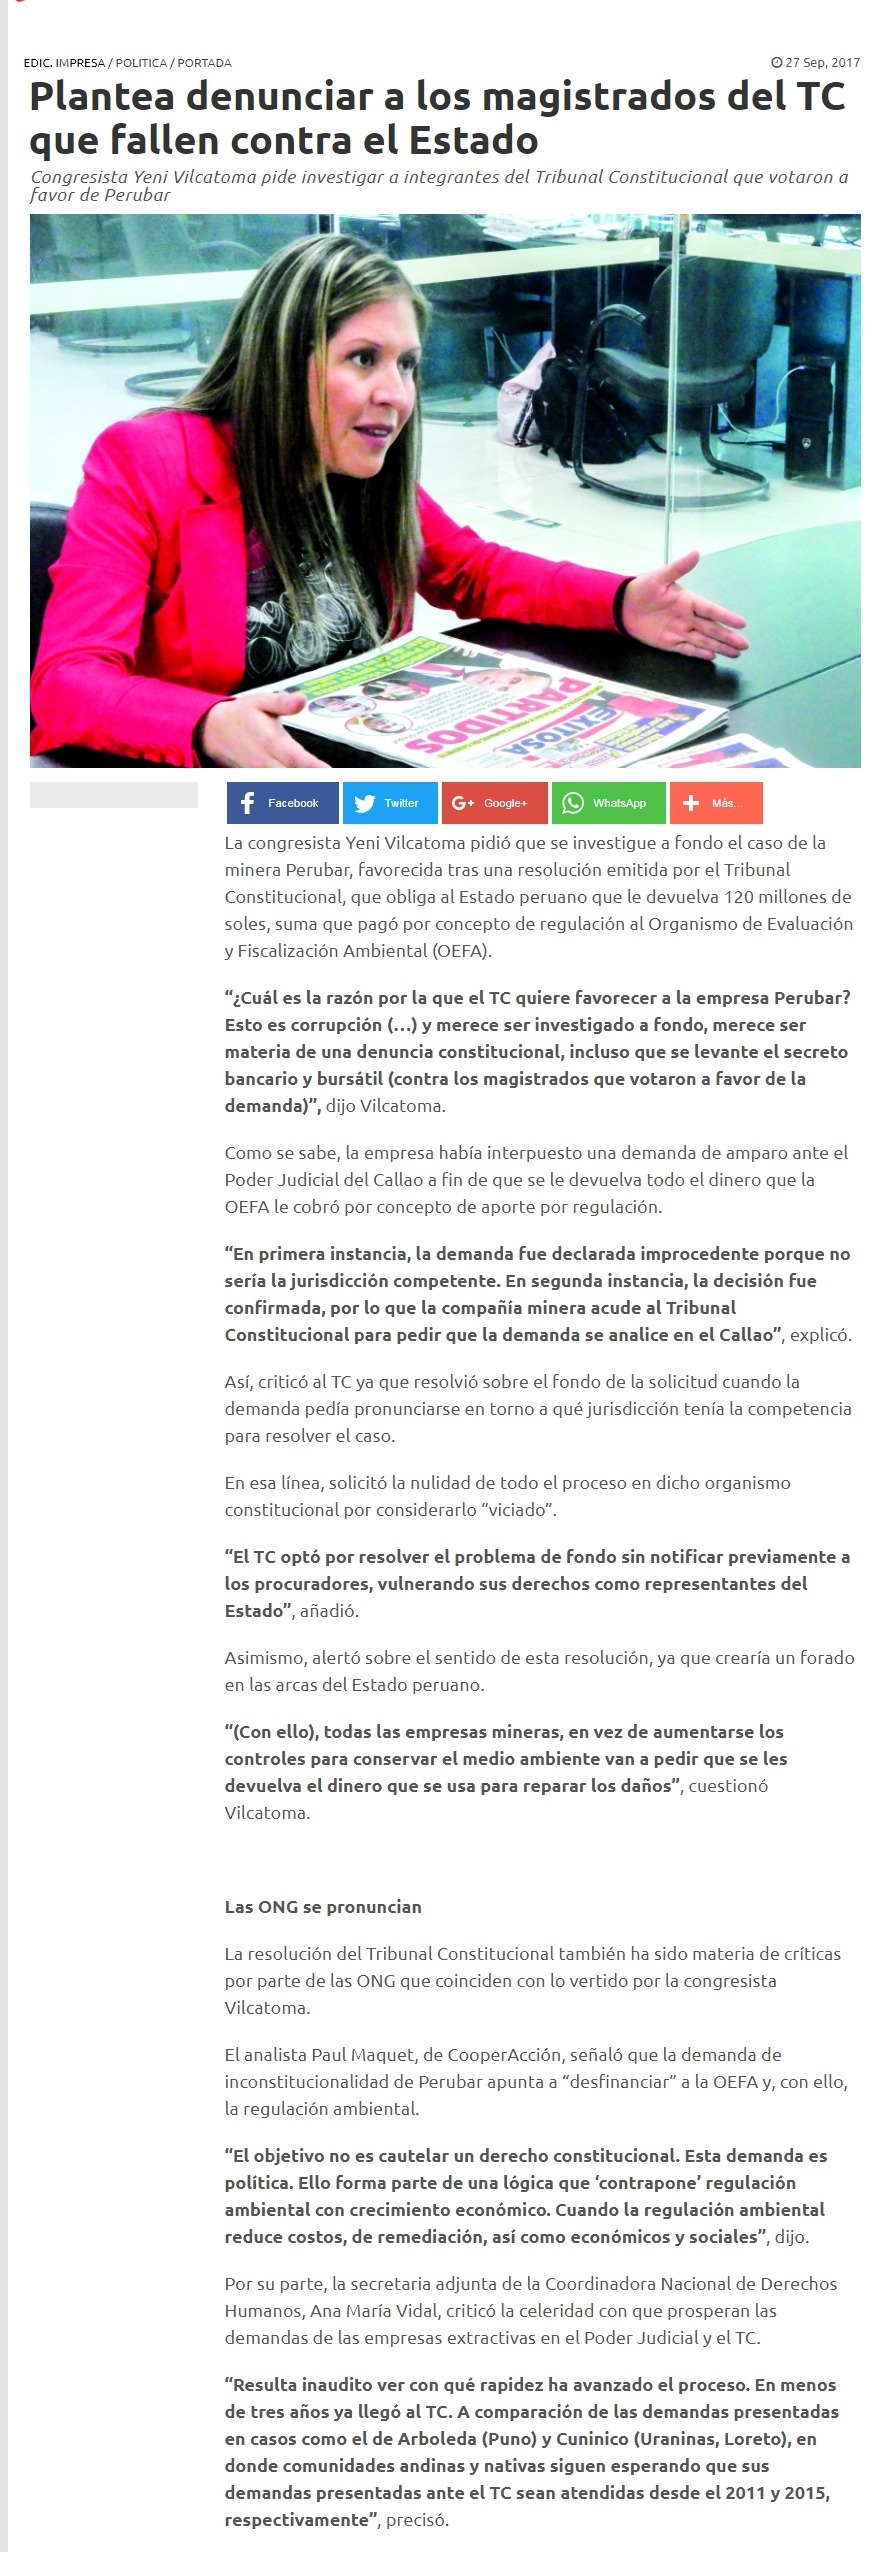 EDIC. IMPRESA / POLITICA / PORTADA
27 Sep, 2017
Plantea denunciar a los magistrados del TC
que fallen contra el Estado
Congresista Yeni Vilcatoma pide investigar a integrantes del Tribunal Constitucional que votaron a
favor de Perubar
PARTIDOS
EXITOSA
Facebook
Twitter
Google+
WhatsApp
Más...
La congresista Yeni Vilcatoma pidió que se investigue a fondo el caso de la
minera Perubar, favorecida tras una resolución emitida por el Tribunal
Constitucional, que obliga al Estado peruano que le devuelva 120 millones de
soles, suma que pagó por concepto de regulación al Organismo de Evaluación
y Fiscalización Ambiental (OEFA).
“¿Cuál es la razón por la que el TC quiere favorecer a la empresa Perubar?
Esto es corrupción (…) y merece ser investigado a fondo, merece ser
materia de una denuncia constitucional, incluso que se levante el secreto
bancario y bursátil (contra los magistrados que votaron a favor de la
demanda)”, dijo Vilcatoma.
Como se sabe, la empresa había interpuesto una demanda de amparo ante el
Poder Judicial del Callao a fin de que se le devuelva todo el dinero que la
OEFA le cobró por concepto de aporte por regulación.
“En primera instancia, la demanda fue declarada improcedente porque no
sería la jurisdicción competente. En segunda instancia, la decisión fue
confirmada, por lo que la compañía minera acude al Tribunal
Constitucional para pedir que la demanda se analice en el Callao”, explicó.
Así, criticó al TC ya que resolvió sobre el fondo de la solicitud cuando la
demanda pedía pronunciarse en torno a qué jurisdicción tenía la competencia
para resolver el caso.
En esa línea, solicitó la nulidad de todo el proceso en dicho organismo
constitucional por considerarlo “viciado”.
“El TC optó por resolver el problema de fondo sin notificar previamente a
los procuradores, vulnerando sus derechos como representantes del
Estado”, añadió.
Asimismo, alertó sobre el sentido de esta resolución, ya que crearía un forado
en las arcas del Estado peruano.
“(Con ello), todas las empresas mineras, en vez de aumentarse los
controles para conservar el medio ambiente van a pedir que se les
devuelva el dinero que se usa para reparar los daños”, cuestionó
Vilcatoma.
Las ONG se pronuncian
La resolución del Tribunal Constitucional también ha sido materia de críticas
por parte de las ONG que coinciden con lo vertido por la congresista
Vilcatoma.
El analista Paul Maquet, de CooperAcción, señaló que la demanda de
inconstitucionalidad de Perubar apunta a “desfinanciar” a la OEFA y, con ello,
la regulación ambiental.
“El objetivo no es cautelar un derecho constitucional. Esta demanda es
política. Ello forma parte de una lógica que ‘contrapone’ regulación
ambiental con crecimiento económico. Cuando la regulación ambiental
reduce costos, de remediación, así como económicos y sociales”, dijo.
Por su parte, la secretaria adjunta de la Coordinadora Nacional de Derechos
Humanos, Ana María Vidal, criticó la celeridad con que prosperan las
demandas de las empresas extractivas en el Poder Judicial y el TC.
“Resulta inaudito ver con qué rapidez ha avanzado el proceso. En menos
de tres años ya llegó al TC. A comparación de las demandas presentadas
en casos como el de Arboleda (Puno) y Cuninico (Uraninas, Loreto), en
donde comunidades andinas y nativas siguen esperando que sus
demandas presentadas ante el TC sean atendidas desde el 2011 y 2015,
respectivamente”, precisó.